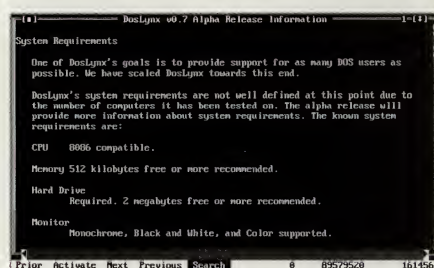 DosLynx v0.7 Alpha Release Information
System Requirements
One of DosLynx's goals is to provide support for as many DOS users as
possible. We have scaled DosLynx towards this end.
DosLynx's system requirements are not well defined at this point due to
the number of computers it has been tested on. The alpha release will
provide more information about system requirements. The known system
requirements are:
CPU 8086 compatible.
Memory 512 kilobytes free or more recommended.
Hard Drive
Required. 2 megabytes free or more recommended.
Monitor
Monochrome, Black and White, and Color supported.
Prior Activate Next Previous Search 0 89579520 161456